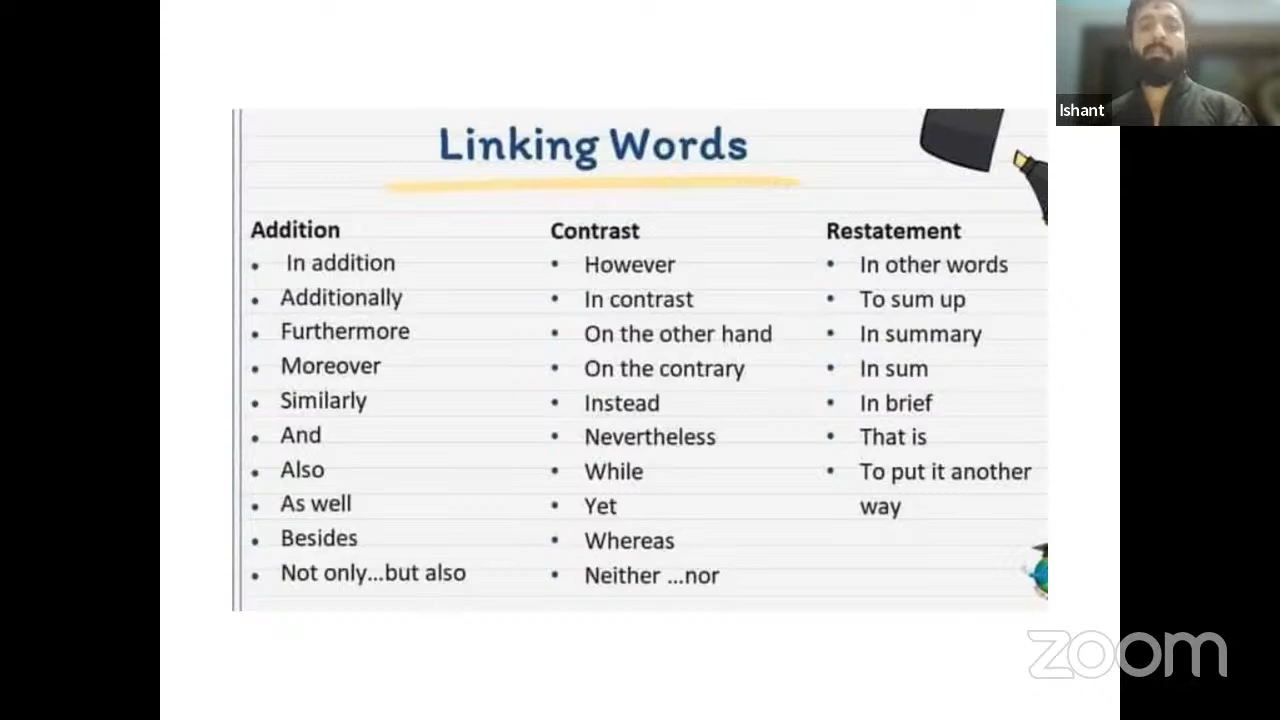 Ishant
Linking Words
Addition
In addition
Additionally
Furthermore
Moreover
Similarly
And
Also
As well
Besides
Not only...but also
Contrast
However
In contrast
On the other hand
On the contrary
Instead
Nevertheless
While
Yet
Whereas
Neither ...nor
Restatement
In other words
To sum up
In summary
In sum
In brief
That is
To put it another
way
zoom